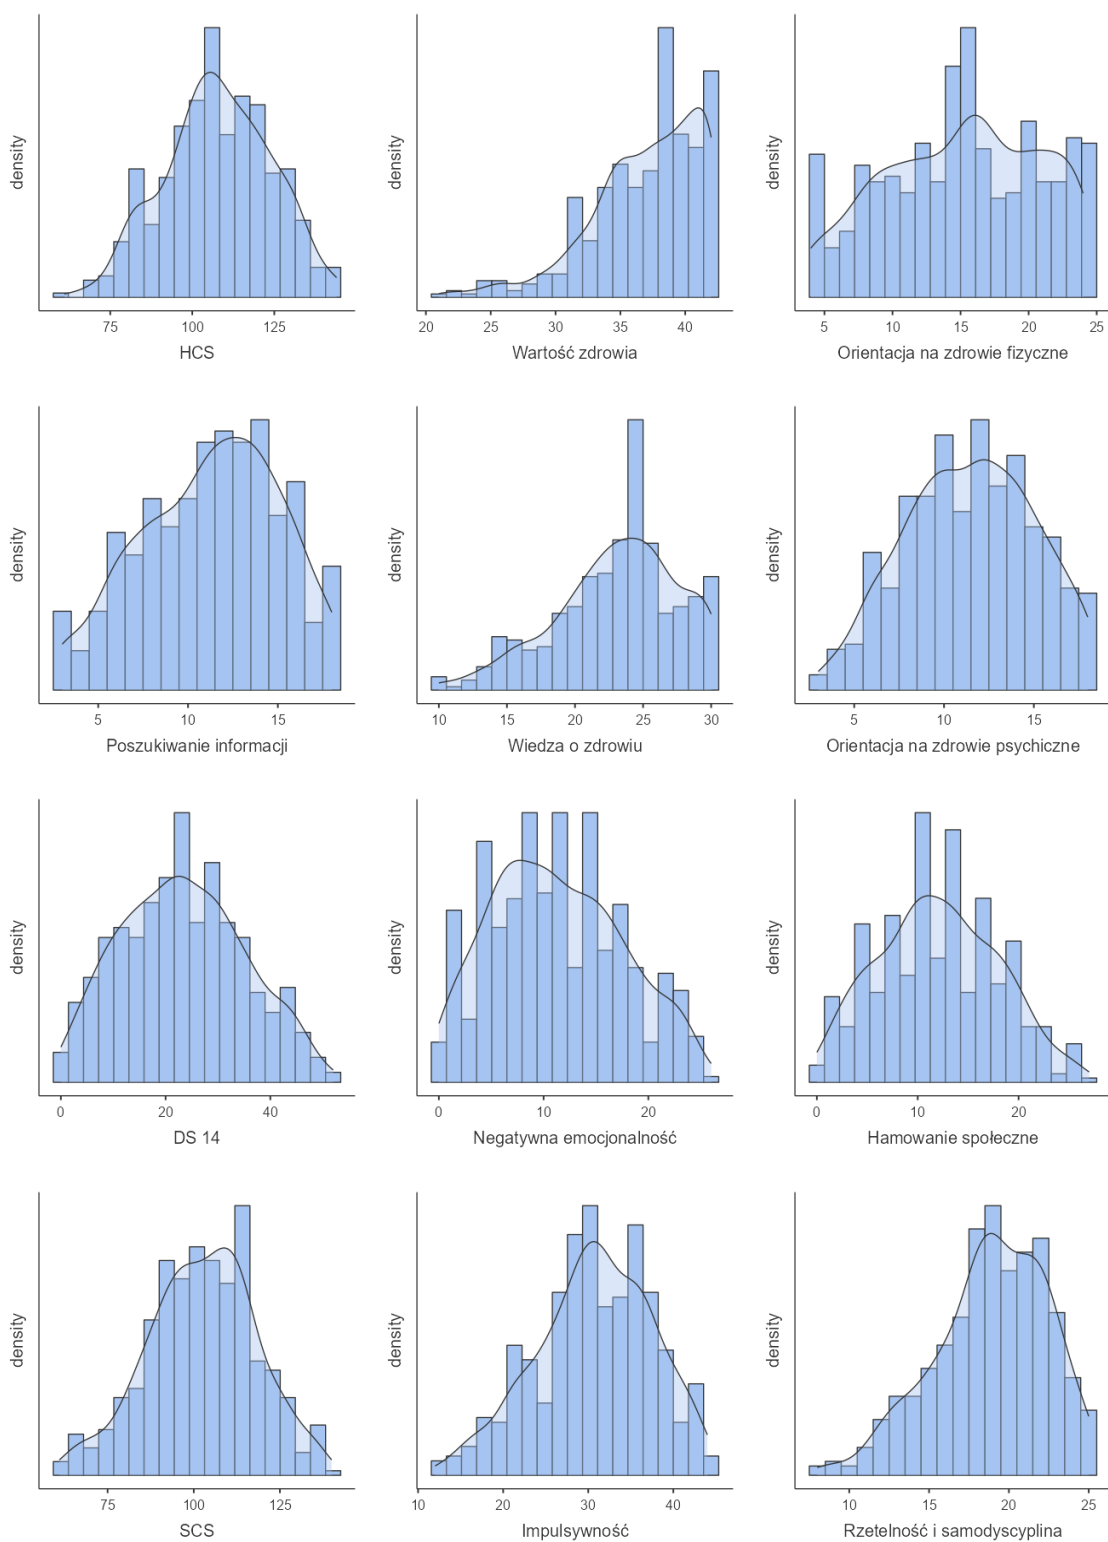 density
density
density
75 100 125
20 25 30 35 40
5 10 15 20 25
HCS
Wartość zdrowia
Orientacja na zdrowie fizyczne
density
density
density
5 10 15
10 15 20 25 30
5 10 15
Poszukiwanie informacji
Wiedza o zdrowiu
Orientacja na zdrowie psychiczne
density
density
density
0 20 40
0 10 20
0 10 20
DS 14
Negatywna emocjonalność
Hamowanie społeczne
density
density
density
75 100 125
10 20 30 40
10 15 20 25
SCS
Impulsywność
Rzetelność i samodyscyplina